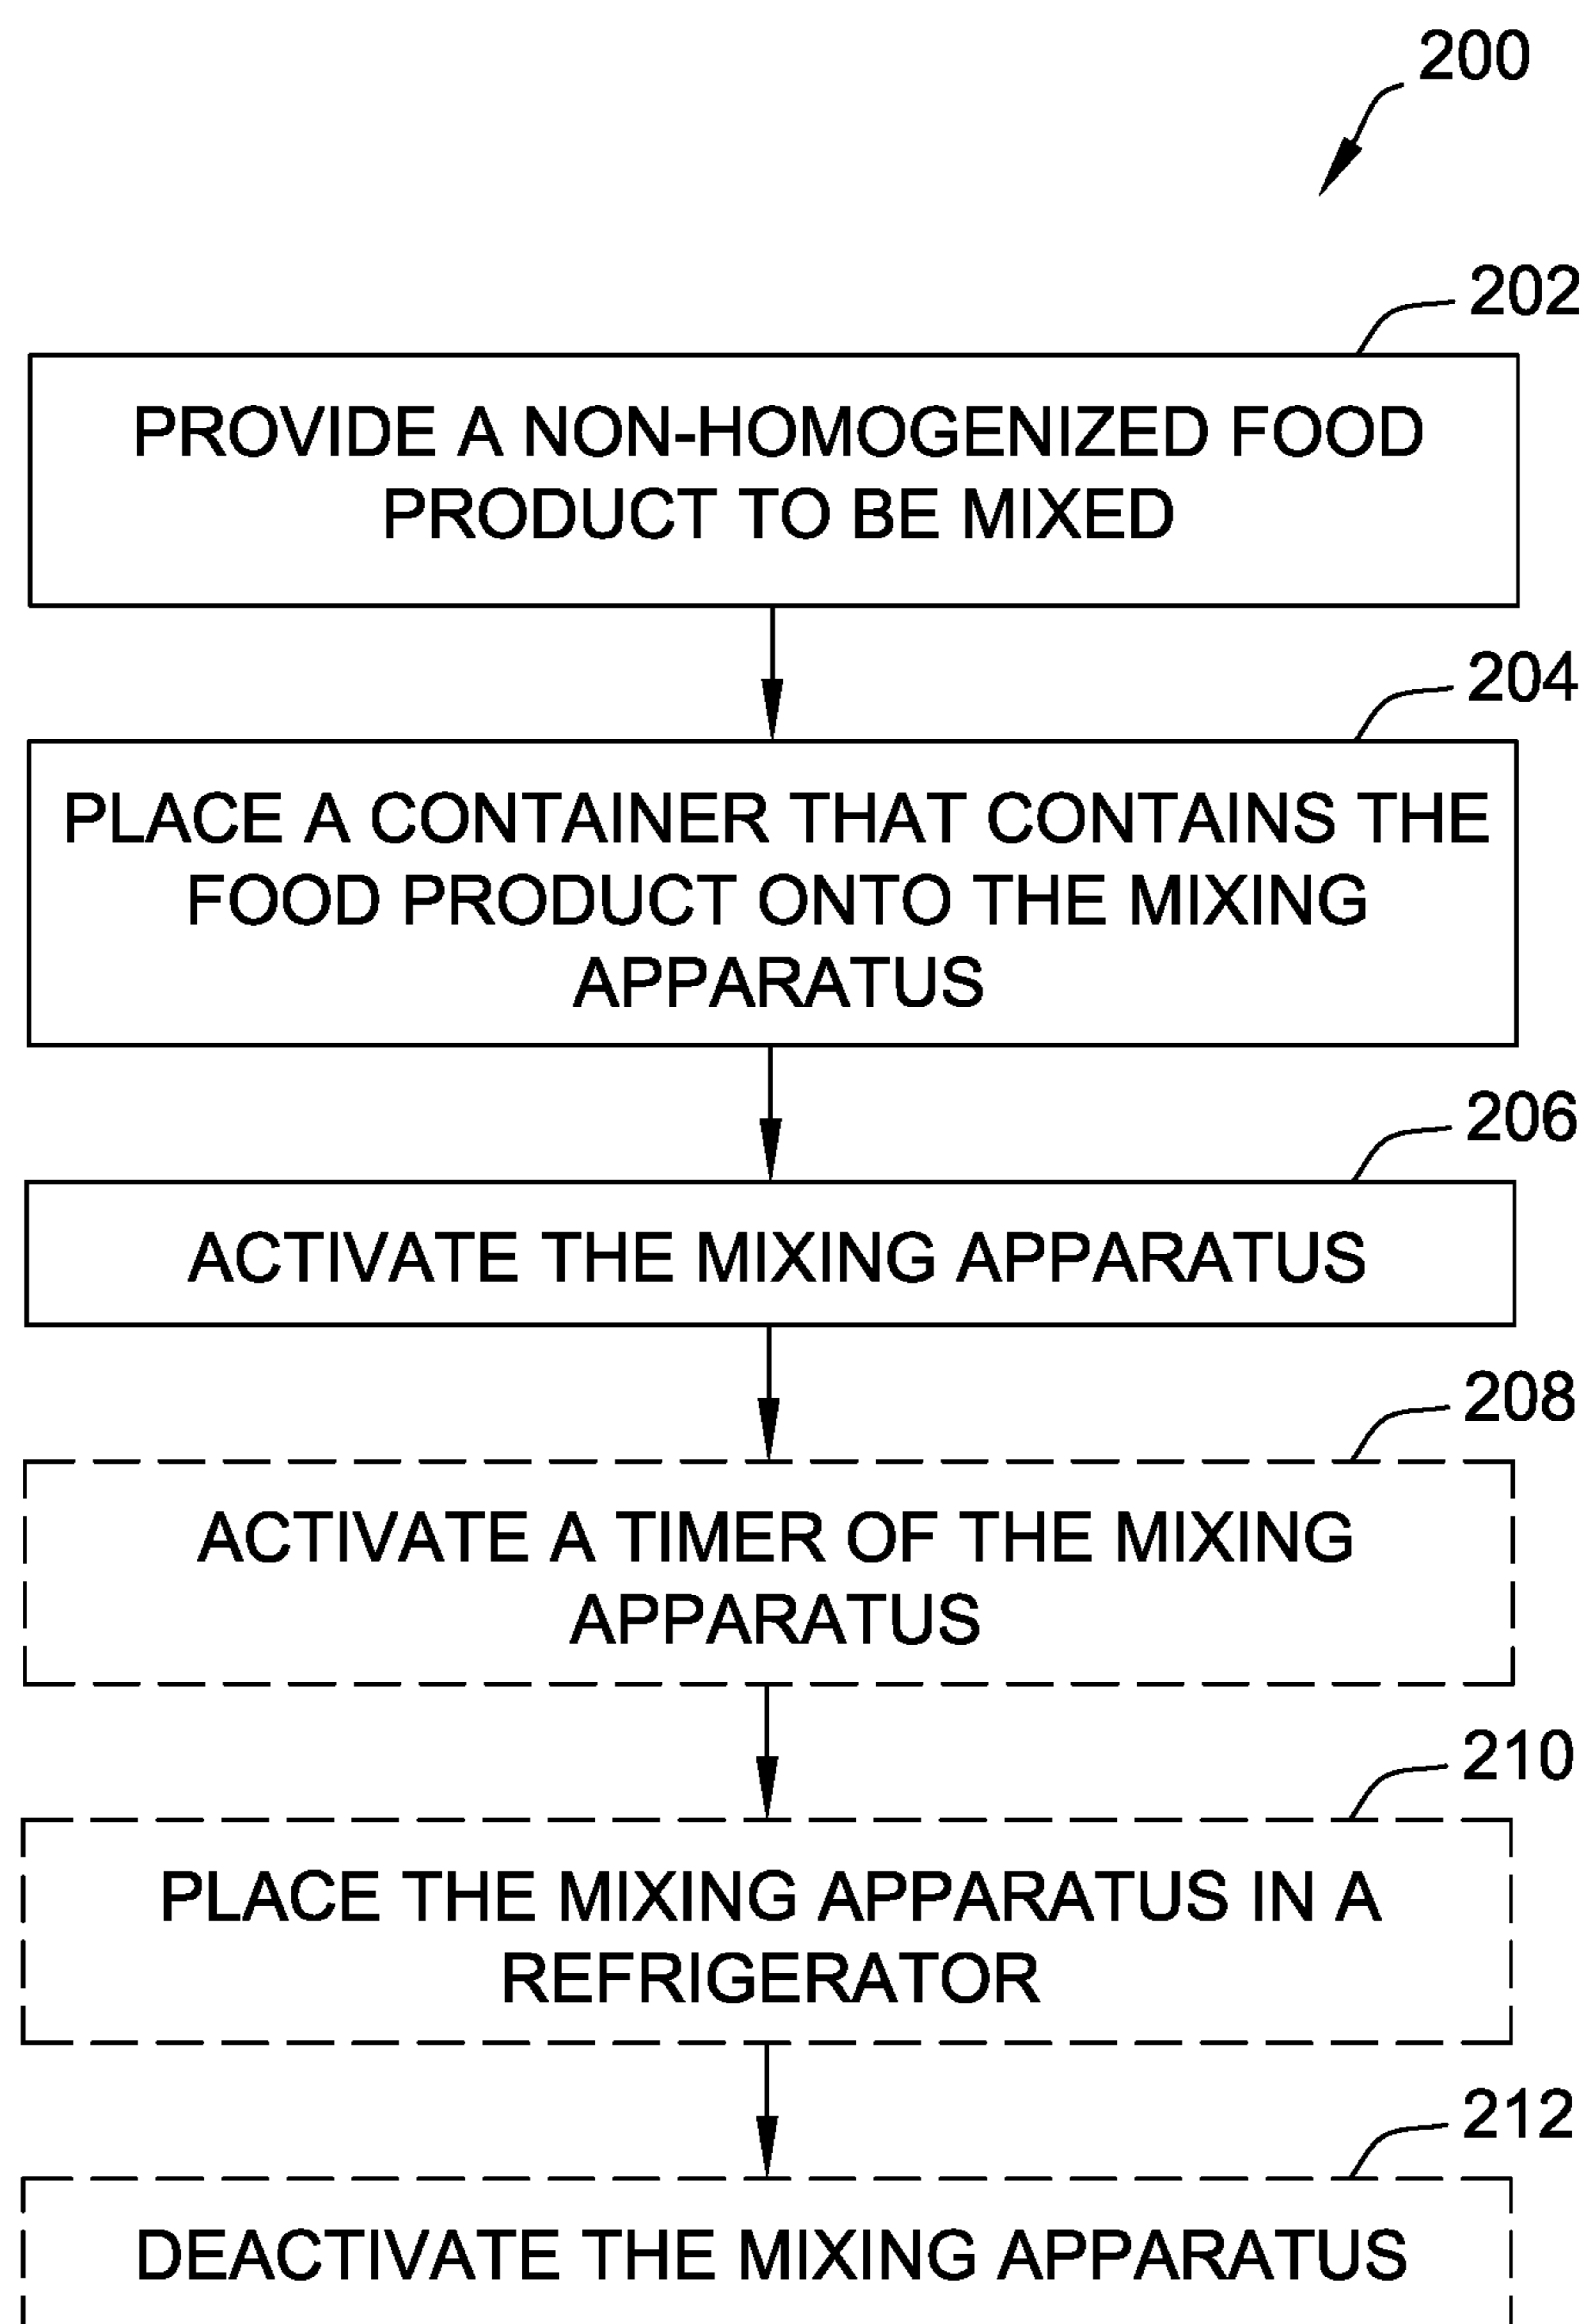 200
202
PROVIDE A NON-HOMOGENIZED FOOD
PRODUCT TO BE MIXED
204
PLACE A CONTAINER THAT CONTAINS THE
FOOD PRODUCT ONTO THE MIXING
APPARATUS
206
ACTIVATE THE MIXING APPARATUS
208
ACTIVATE A TIMER OF THE MIXING
APPARATUS
210
PLACE THE MIXING APPARATUS IN A
REFRIGERATOR
212
DEACTIVATE THE MIXING APPARATUS